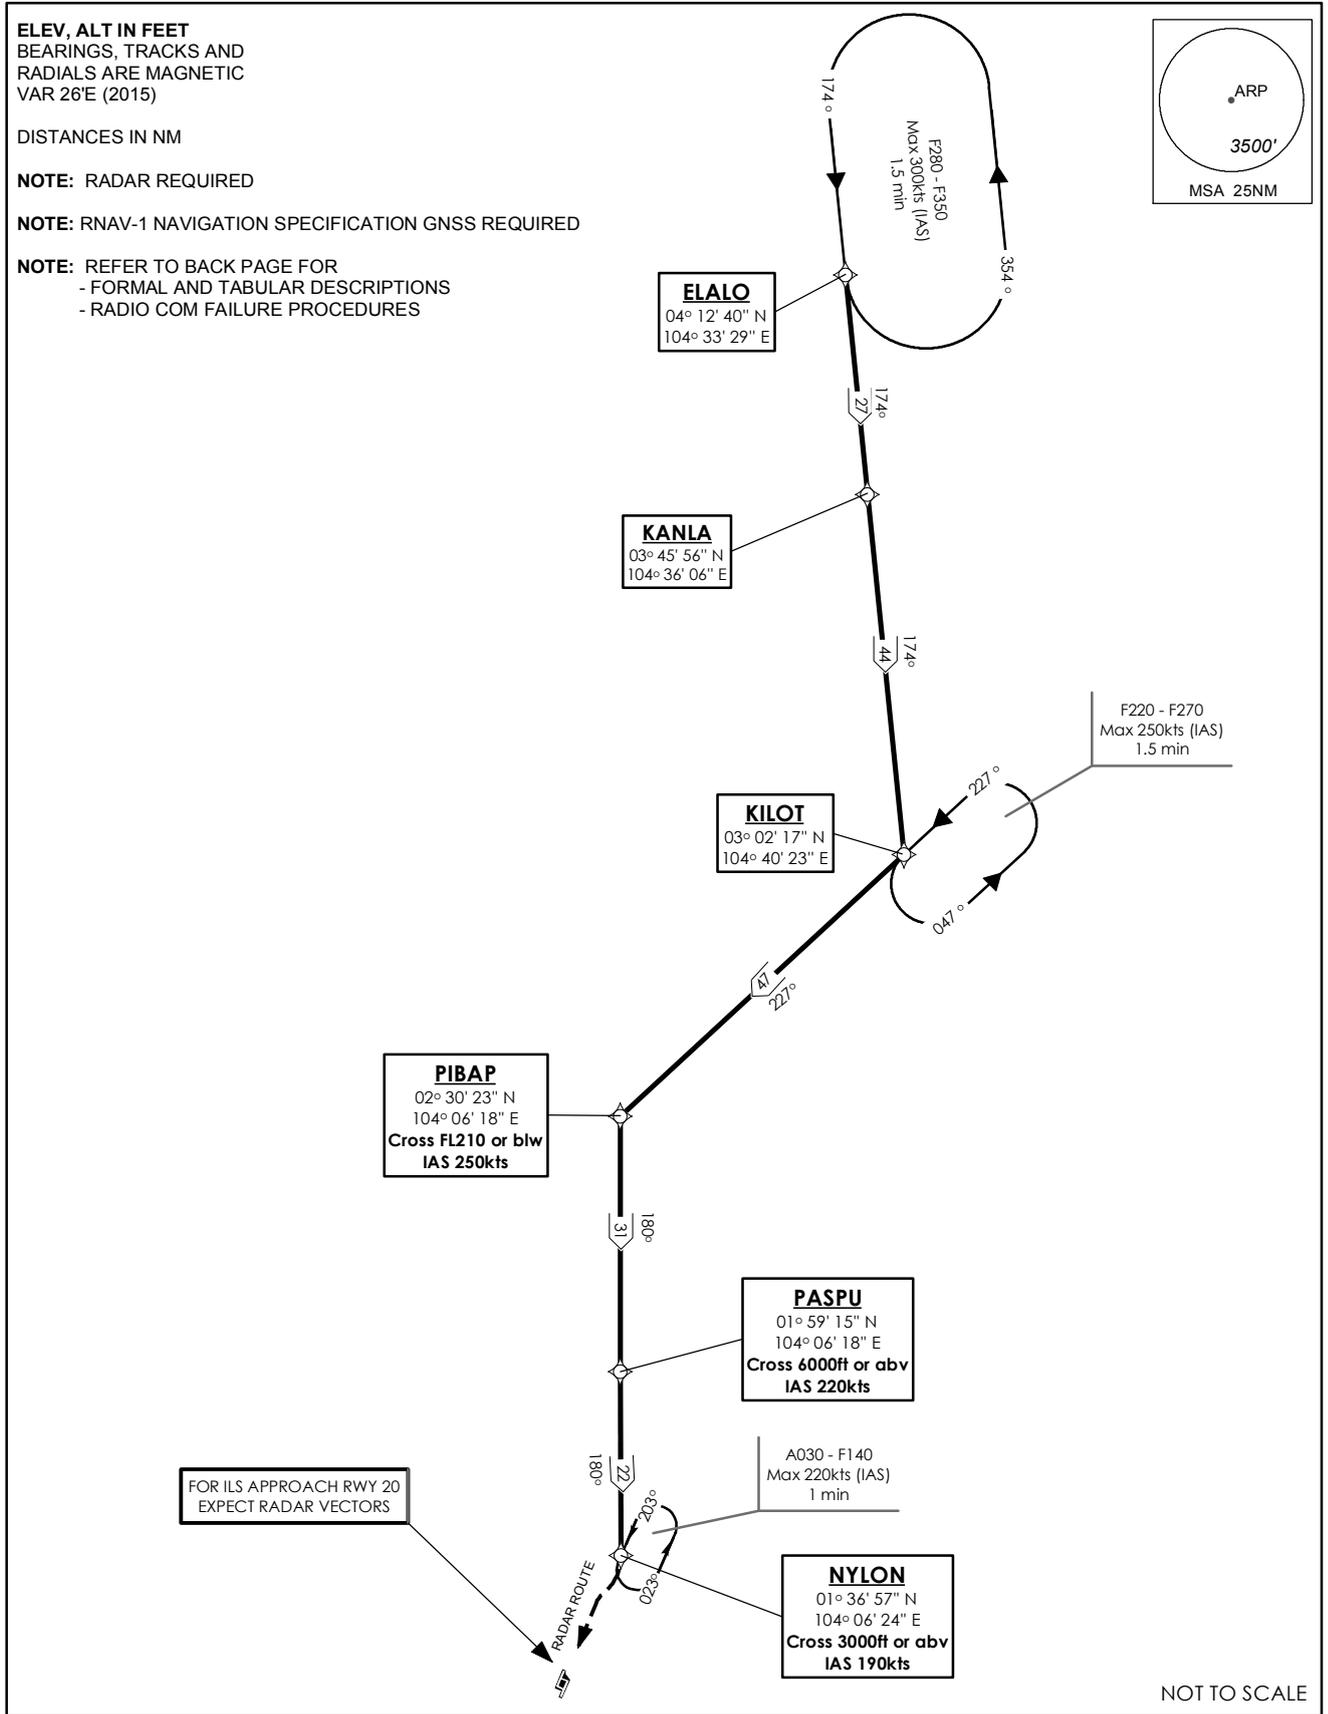 ELEV, ALT IN FEET
BEARINGS, TRACKS AND
RADIALS ARE MAGNETIC
VAR 26'E (2015)
DISTANCES IN NM
NOTE: RADAR REQUIRED
NOTE: RNAV-1 NAVIGATION SPECIFICATION GNSS REQUIRED
NOTE: REFER TO BACK PAGE FOR
- FORMAL AND TABULAR DESCRIPTIONS
- RADIO COM FAILURE PROCEDURES
ARP
3500'
MSA 25NM
174°
F280 - F350
Max 300kts (IAS)
1.5 min
354°
ELALO
04° 12' 40" N
104° 33' 29" E
27
174°
KANLA
03° 45' 56" N
104° 36' 06" E
44
174°
F220 - F270
Max 250kts (IAS)
1.5 min
227°
047°
KILOT
03° 02' 17" N
104° 40' 23" E
47
227°
PIBAP
02° 30' 23" N
104° 06' 18" E
Cross FL210 or blw
IAS 250kts
31
180°
PASPU
01° 59' 15" N
104° 06' 18" E
Cross 6000ft or abv
IAS 220kts
22
180°
A030 - F140
Max 220kts (IAS)
1 min
203°
023°
FOR ILS APPROACH RWY 20
EXPECT RADAR VECTORS
RADAR ROUTE
NYLON
01° 36' 57" N
104° 06' 24" E
Cross 3000ft or abv
IAS 190kts
NOT TO SCALE